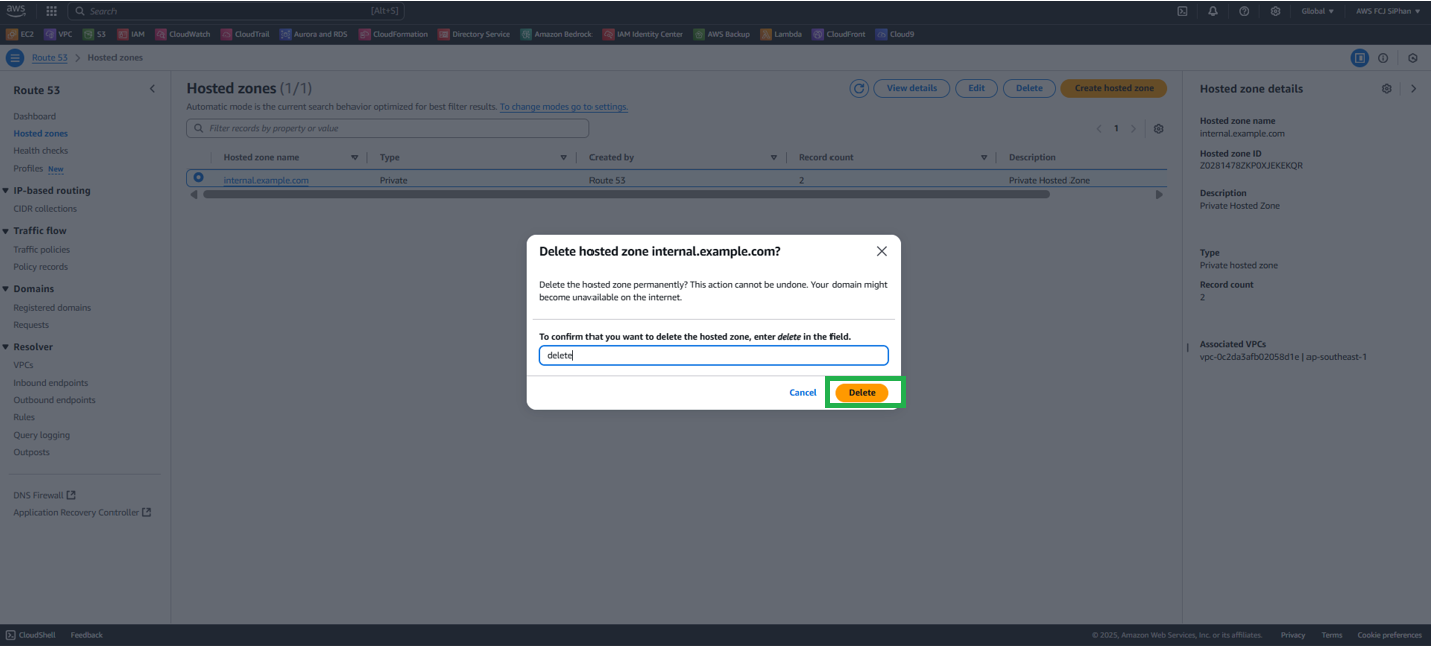 aws Search [Alt+S] Global AWS FCJ SiPhan
EC2 VPC S3 IAM CloudWatch CloudTrail Aurora and RDS CloudFormation Directory Service Amazon Bedrock IAM Identity Center AWS Backup Lambda CloudFront Cloud9
Route 53 > Hosted zones
Route 53
Dashboard
Hosted zones
Health checks
Profiles New
IP-based routing
CIDR collections
Traffic flow
Traffic policies
Policy records
Domains
Registered domains
Requests
Resolver
VPCs
Inbound endpoints
Outbound endpoints
Rules
Query logging
Outposts
DNS Firewall
Application Recovery Controller
Hosted zones (1/1)
View details Edit Delete Create hosted zone
Automatic mode is the current search behavior optimized for best filter results. To change modes go to settings.
Filter records by property or value
1
Hosted zone name Type Created by Record count Description
internal.example.com Private Route 53 2 Private Hosted Zone
Delete hosted zone internal.example.com?
Delete the hosted zone permanently? This action cannot be undone. Your domain might
become unavailable on the internet.
To confirm that you want to delete the hosted zone, enter delete in the field.
delete
Cancel Delete
Hosted zone details
Hosted zone name
internal.example.com
Hosted zone ID
Z0281478ZKP0XJEKEKQR
Description
Private Hosted Zone
Type
Private hosted zone
Record count
2
Associated VPCs
vpc-0c2da3afb02058d1e | ap-southeast-1
CloudShell Feedback
© 2025, Amazon Web Services, Inc. or its affiliates. Privacy Terms Cookie preferences